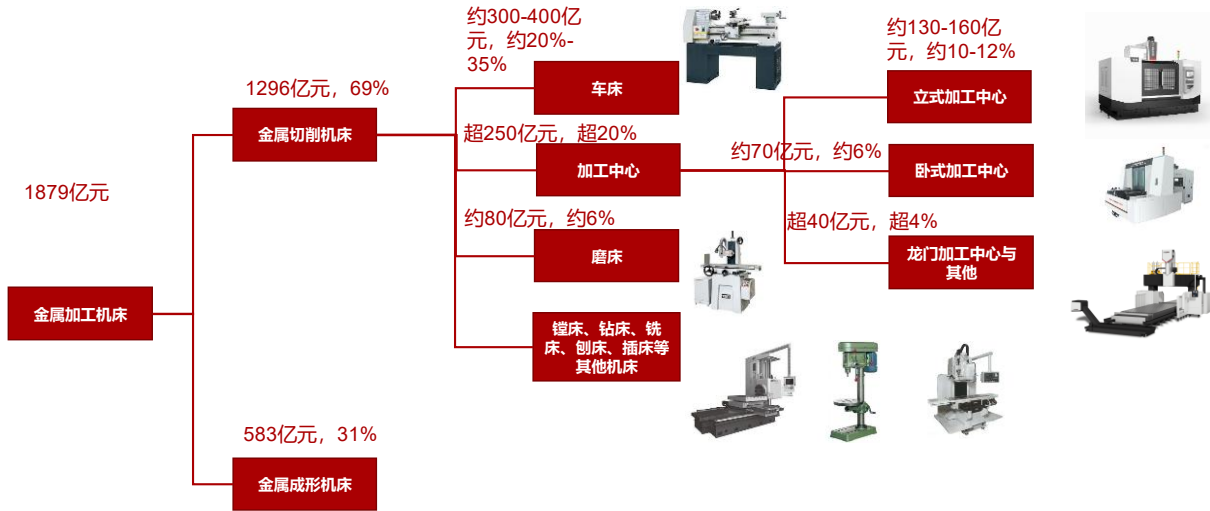 约300-400亿
元，约20%-
35%
车床
约130-160亿
元，约10-12%
立式加工中心
1296亿元，69%
金属切削机床
超250亿元，超20%
加工中心
约70亿元，约6%
卧式加工中心
1879亿元
约80亿元，约6%
磨床
超40亿元，超4%
龙门加工中心与
其他
金属加工机床
镗床、钻床、铣
床、刨床、插床等
其他机床
583亿元，31%
金属成形机床